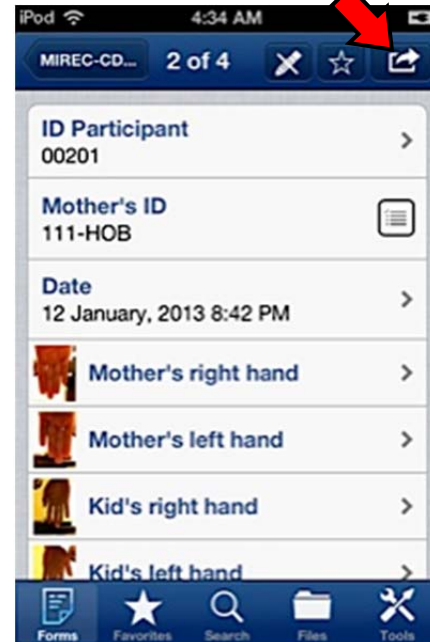 iPod 4:34 AM
MIREC-CD... 2 of 4
ID Participant
00201
Mother's ID
111-HOB
Date
12 January, 2013 8:42 PM
Mother's right hand
Mother's left hand
Kid's right hand
Kid's left hand
Forms Favorites Search Files Tools